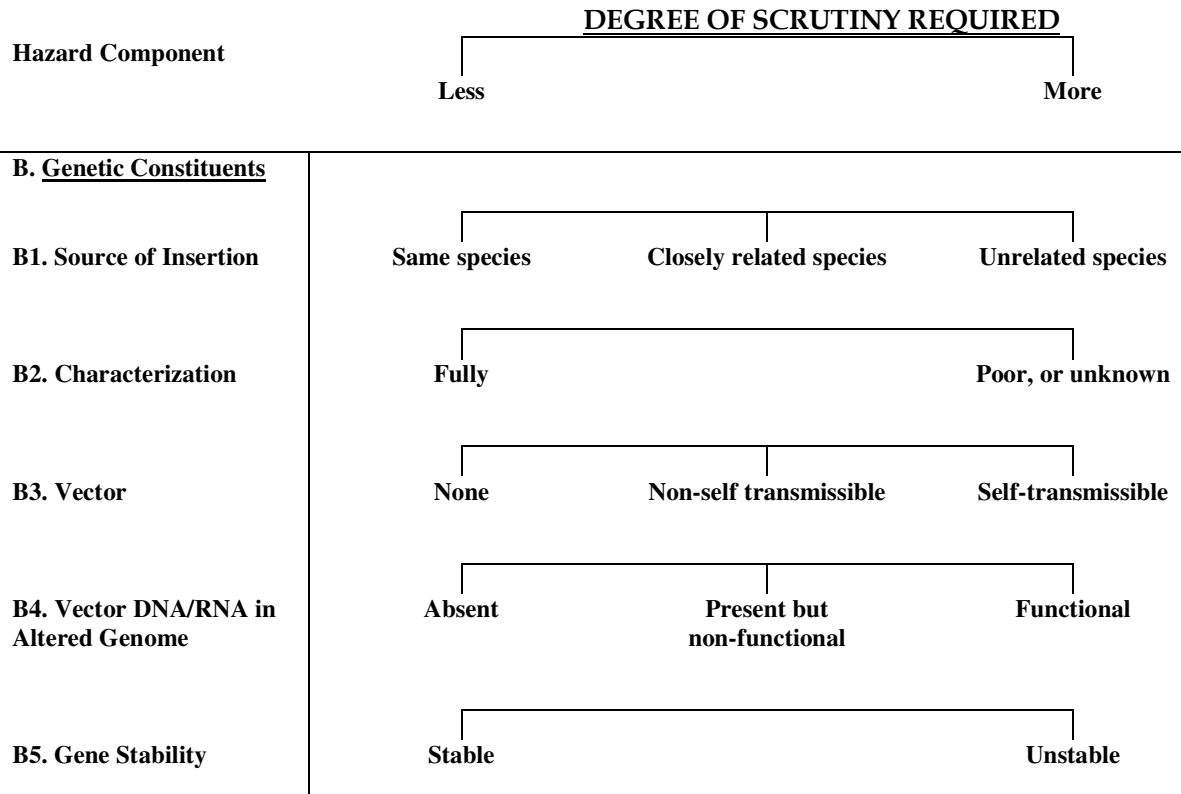 DEGREE OF SCRUTINY REQUIRED
Hazard Component
Less More
B. Genetic Constituents
B1. Source of Insertion Same species Closely related species Unrelated species
B2. Characterization Fully Poor, or unknown
B3. Vector None Non-self transmissible Self-transmissible
B4. Vector DNA/RNA in Absent Present but Functional
Altered Genome non-functional
B5. Gene Stability Stable Unstable